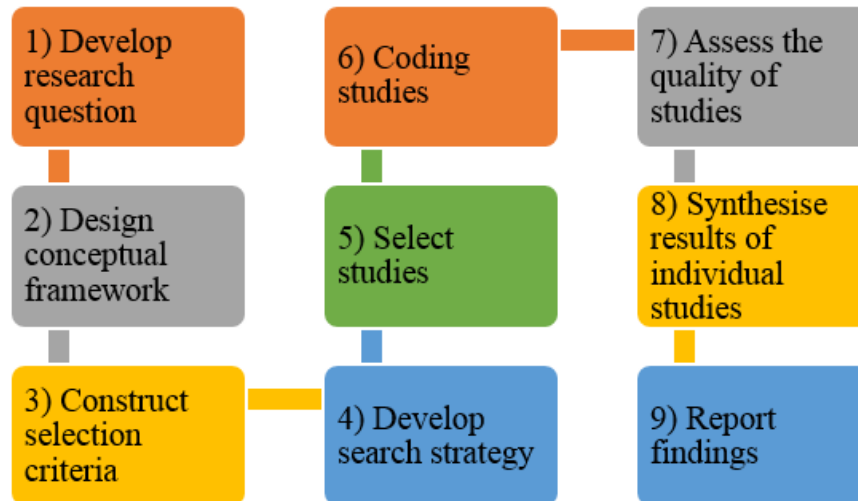 1) Develop
research
question
2) Design
conceptual
framework
3) Construct
selection
criteria
4) Develop
search strategy
5) Select
studies
6) Coding
studies
7) Assess the
quality of
studies
8) Synthesise
results of
individual
studies
9) Report
findings